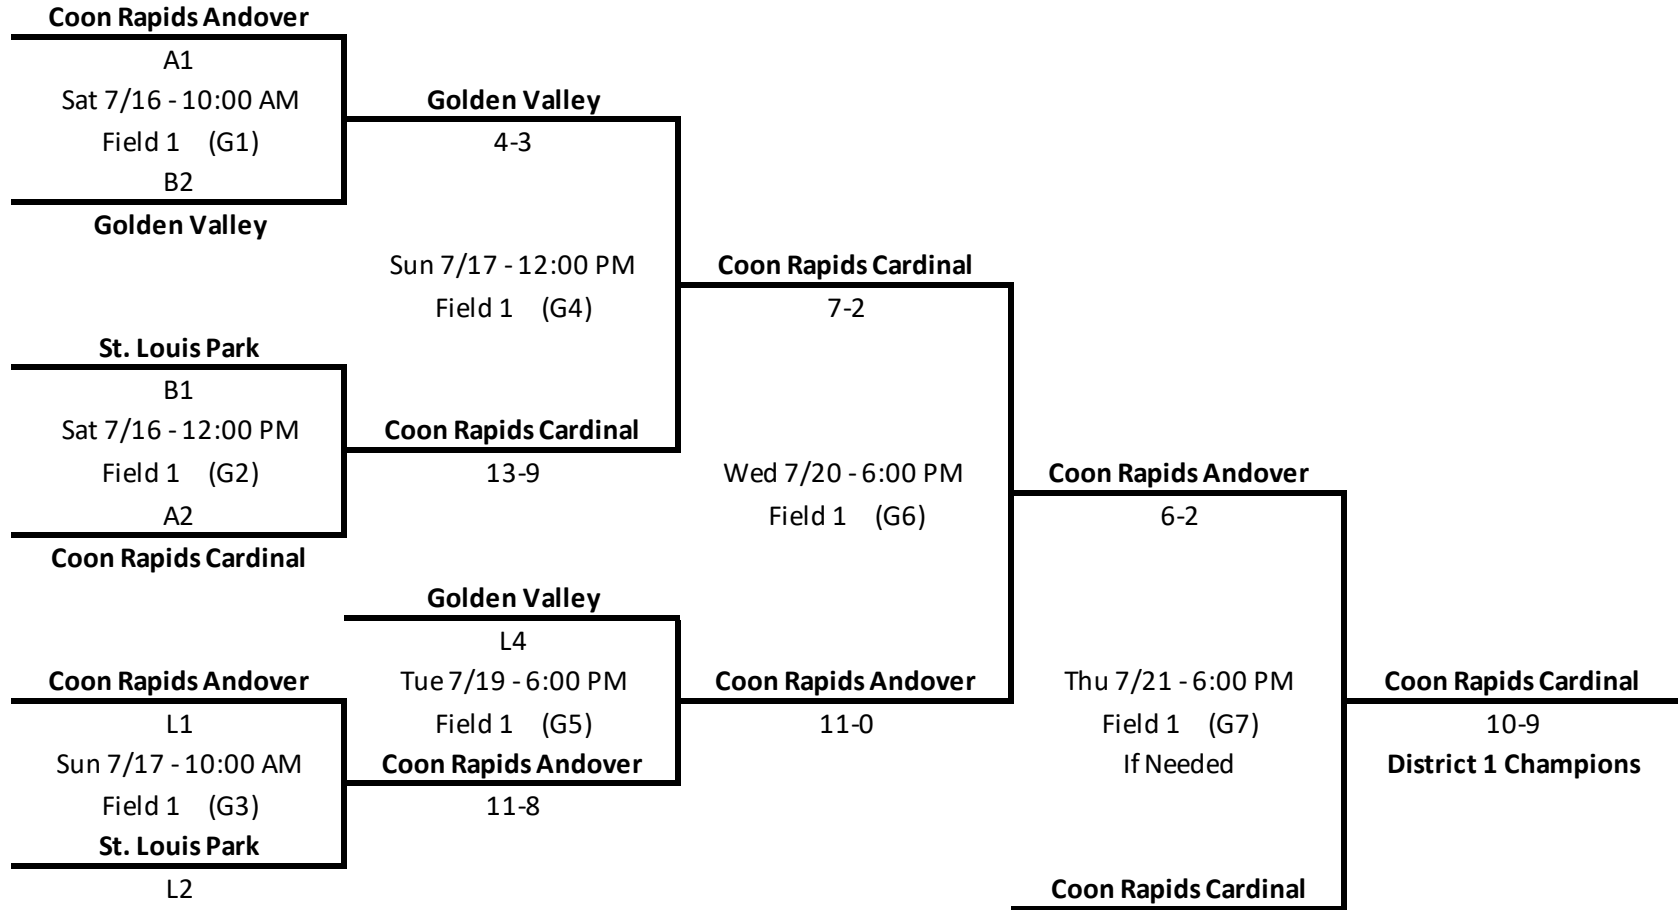 Coon Rapids Andover
A1
Sat 7/16 - 10:00 AM
Field 1 (G1)
B2
Golden Valley
Golden Valley
4-3
Sun 7/17 - 12:00 PM
Field 1 (G4)
Coon Rapids Cardinal
7-2
St. Louis Park
B1
Sat 7/16 - 12:00 PM
Field 1 (G2)
A2
Coon Rapids Cardinal
Coon Rapids Cardinal
13-9
Wed 7/20 - 6:00 PM
Field 1 (G6)
Coon Rapids Andover
6-2
Golden Valley
L4
Tue 7/19 - 6:00 PM
Field 1 (G5)
Coon Rapids Andover
11-8
Coon Rapids Andover
L1
Sun 7/17 - 10:00 AM
Field 1 (G3)
St. Louis Park
L2
Coon Rapids Andover
11-0
Thu 7/21 - 6:00 PM
Field 1 (G7)
If Needed
Coon Rapids Cardinal
Coon Rapids Cardinal
10-9
District 1 Champions